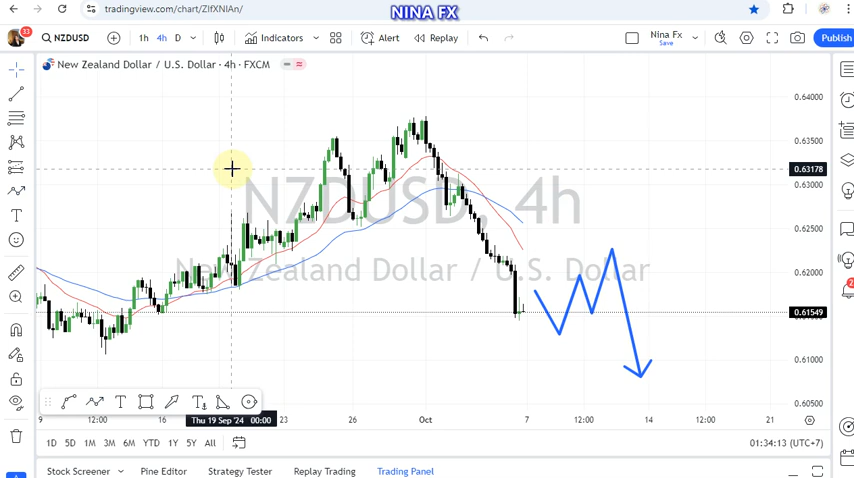 tradingview.com/chart/ZIfXNIAn/
NINA FX
33
NZDUSD
1h 4h D
Indicators
Alert
Replay
Nina Fx
Save
Publish
New Zealand Dollar / U.S. Dollar · 4h · FXCM
0.64000
0.63500
0.63178
0.63000
0.62500
0.62000
0.61549
0.61000
0.60500
NZDUSD, 4h
New Zealand Dollar / U.S. Dollar
9 12:00 16 Thu 19 Sep '24 00:00 23 26 Oct 7 12:00 14 12:00 21
1D 5D 1M 3M 6M YTD 1Y 5Y All
01:34:13 (UTC+7)
Stock Screener Pine Editor Strategy Tester Replay Trading Trading Panel